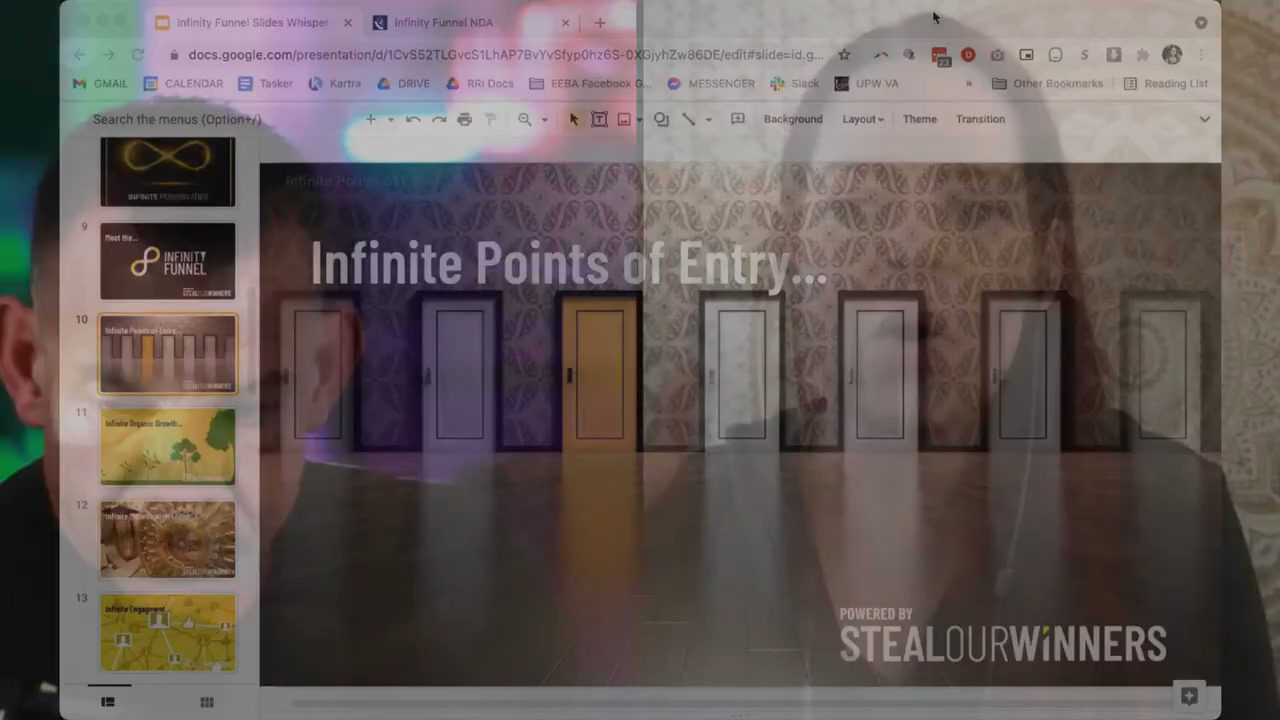 Infinity Funnel Slides Whisper
Infinity Funnel NDA
docs.google.com/presentation/d/1CvS52TLGvcS1LhAP7BvYvSfyp0hz6S-0XGjyhZw86DE/edit#slide=id.g...
23
GMAIL
CALENDAR
Tasker
Kartra
DRIVE
RRI Docs
EEBA Facebook G...
MESSENGER
Slack
UPW VA
»
Other Bookmarks
Reading List
Search the menus (Option+/)
Background
Layout
Theme
Transition
INFINITE POSSIBILITIES
9
Meet the...
INFINITY
FUNNEL
STEALOURWINNERS
10
Infinite Points of Entry...
STEALOURWINNERS
11
Infinite Organic Growth...
12
13
Infinite Engagment...
Infinite Points of Entry...
POWERED BY
STEALOURWINNERS